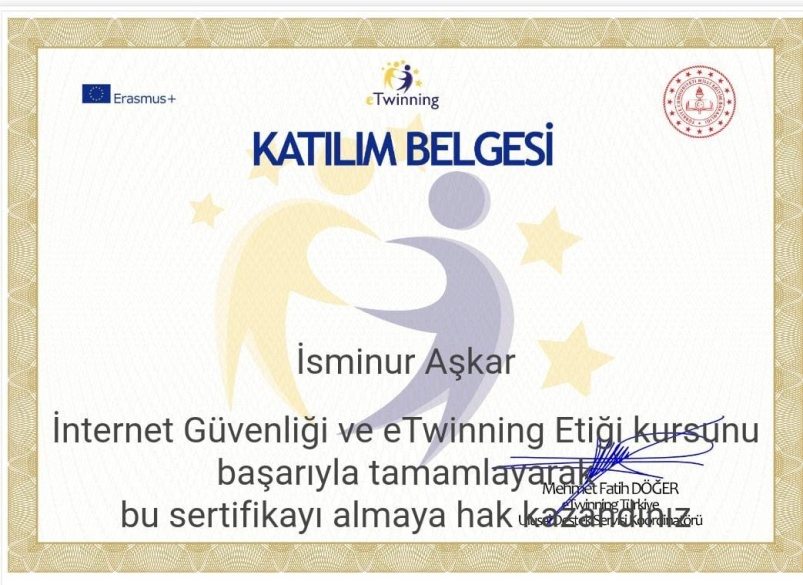 Erasmus+
eTwinning
KATILIM BELGESİ
İsminur Aşkar
İnternet Güvenliği ve eTwinning Etiği kursunu
başarıyla tamamlayarak
Mehmet Fatih DÖĞER
eTwinning Türkiye
bu sertifikayı almaya hak kazandınız
Ulusal Destek Servisi Koordinatörü